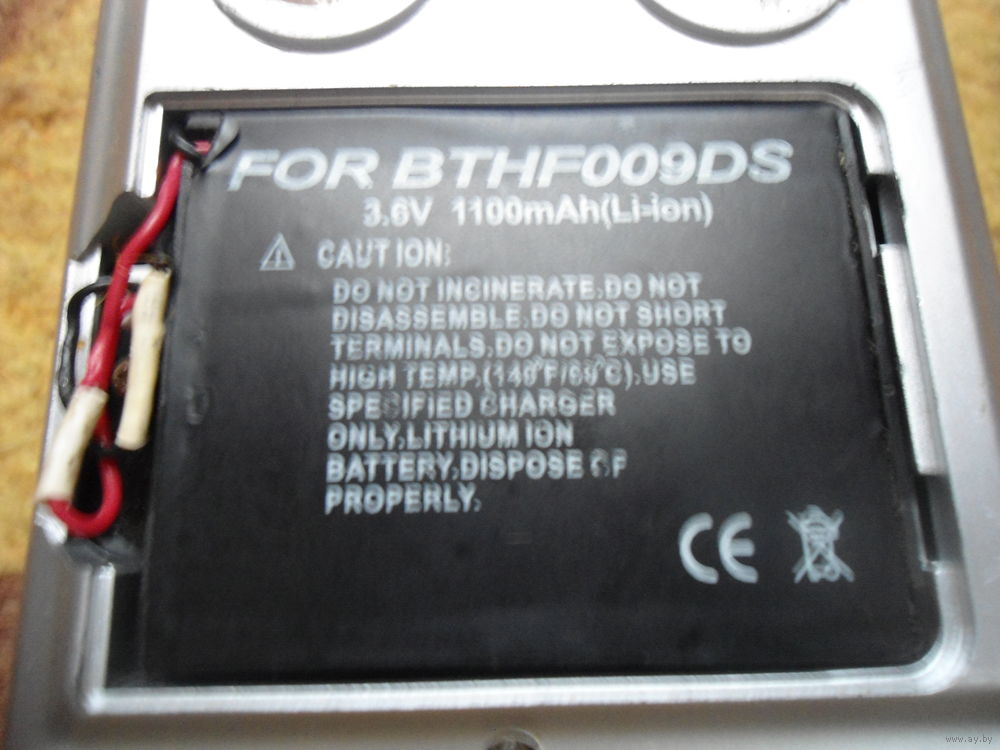 FOR BTHF009DS
3.6V 1100mAh(Li-ion)
CAUTION:
DO NOT INCINERATE.DO NOT
DISASSEMBLE.DO NOT SHORT
TERMINALS.DO NOT EXPOSE TO
HIGH TEMP.(140°F/60°C).USE
SPECIFIED CHARGER
ONLY.LITHIUM ION
BATTERY.DISPOSE OF
PROPERLY.
CE
www.ay.by